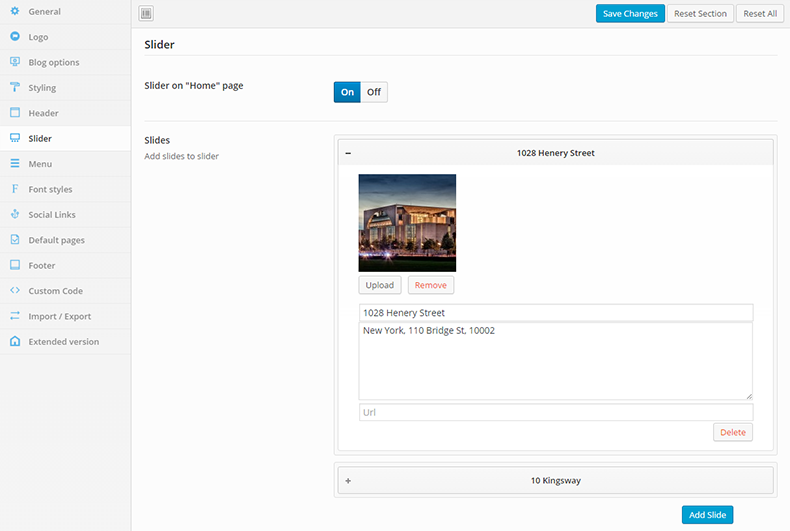 General
Logo
Blog options
Styling
Header
Slider
Menu
Font styles
Social Links
Default pages
Footer
Custom Code
Import / Export
Extended version
Save Changes
Reset Section
Reset All
Slider
Slider on "Home" page
On Off
Slides
Add slides to slider
1028 Henery Street
Upload
Remove
1028 Henery Street
New York, 110 Bridge St, 10002
Url
Delete
10 Kingsway
Add Slide